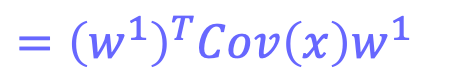 = (w¹)ᵀCov(x)w¹